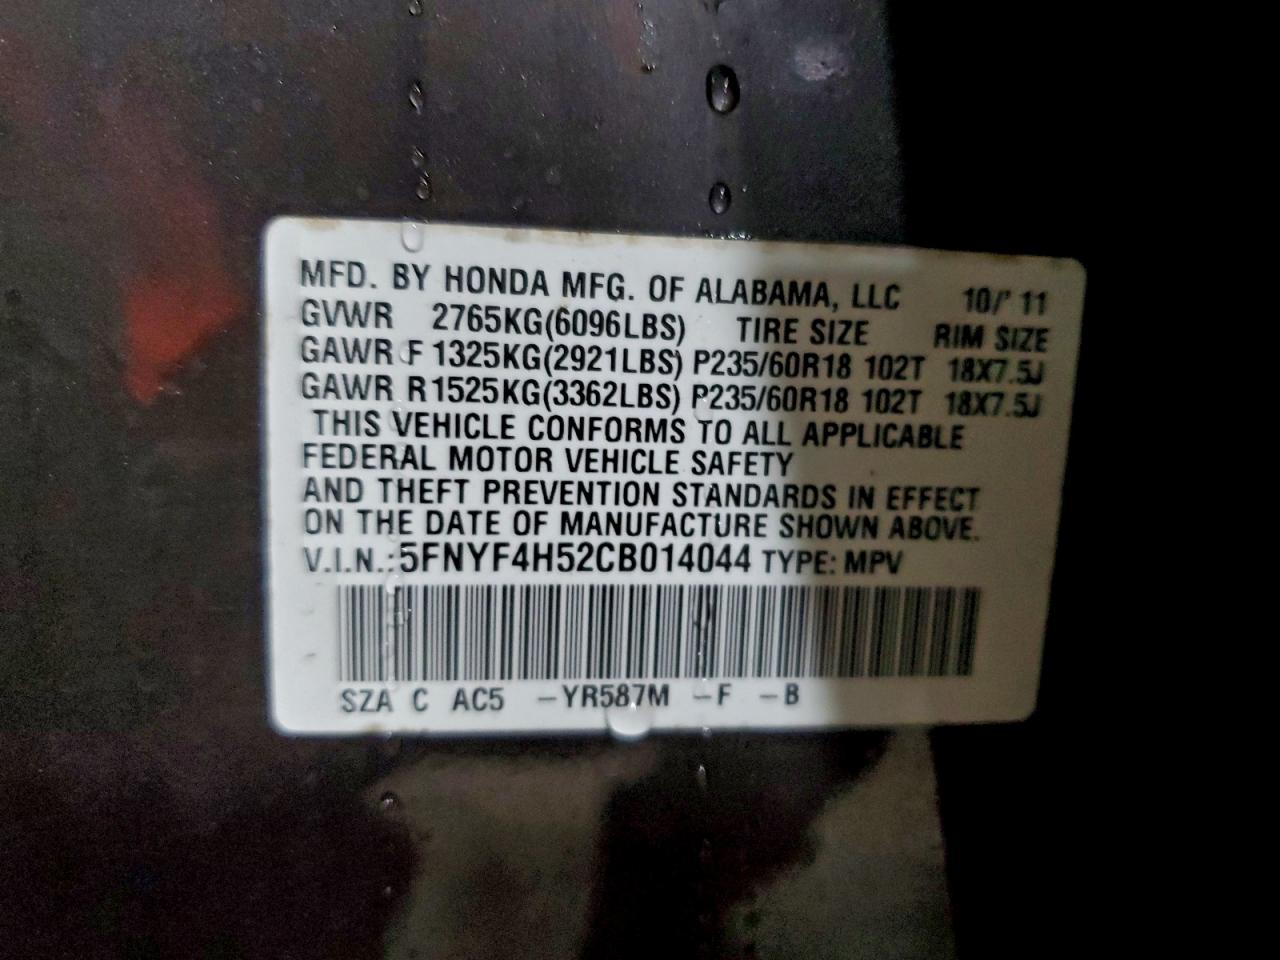 MFD. BY HONDA MFG. OF ALABAMA, LLC 10/'11
GVWR 2765KG(6096LBS) TIRE SIZE RIM SIZE
GAWR F 1325KG(2921LBS) P235/60R18 102T 18X7.5J
GAWR R 1525KG(3362LBS) P235/60R18 102T 18X7.5J
THIS VEHICLE CONFORMS TO ALL APPLICABLE
FEDERAL MOTOR VEHICLE SAFETY
AND THEFT PREVENTION STANDARDS IN EFFECT
ON THE DATE OF MANUFACTURE SHOWN ABOVE.
V.I.N.:5FNYF4H52CB014044 TYPE: MPV
SZA C AC5 -YR587M -F -B